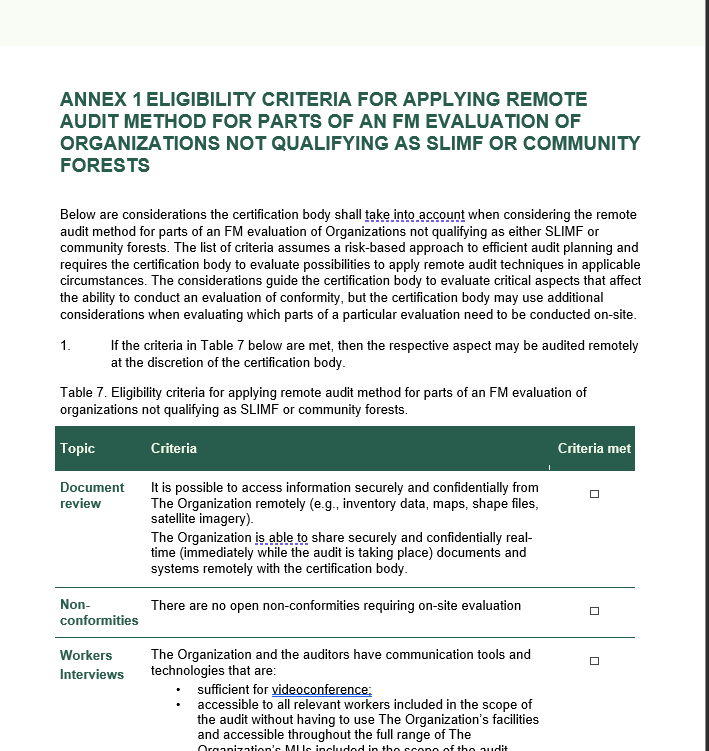 ANNEX 1 ELIGIBILITY CRITERIA FOR APPLYING REMOTE
AUDIT METHOD FOR PARTS OF AN FM EVALUATION OF
ORGANIZATIONS NOT QUALIFYING AS SLIMF OR COMMUNITY
FORESTS
Below are considerations the certification body shall take into account when considering the remote
audit method for parts of an FM evaluation of Organizations not qualifying as either SLIMF or
community forests. The list of criteria assumes a risk-based approach to efficient audit planning and
requires the certification body to evaluate possibilities to apply remote audit techniques in applicable
circumstances. The considerations guide the certification body to evaluate critical aspects that affect
the ability to conduct an evaluation of conformity, but the certification body may use additional
considerations when evaluating which parts of a particular evaluation need to be conducted on-site.
1. If the criteria in Table 7 below are met, then the respective aspect may be audited remotely
at the discretion of the certification body.
Table 7. Eligibility criteria for applying remote audit method for parts of an FM evaluation of
organizations not qualifying as SLIMF or community forests.
Topic Criteria Criteria met
Document
review
It is possible to access information securely and confidentially from
The Organization remotely (e.g., inventory data, maps, shape files,
satellite imagery).
The Organization is able to share securely and confidentially real-
time (immediately while the audit is taking place) documents and
systems remotely with the certification body.
☐
Non-
conformities
There are no open non-conformities requiring on-site evaluation
☐
Workers
Interviews
The Organization and the auditors have communication tools and
technologies that are:
☐
• sufficient for videoconference;
• accessible to all relevant workers included in the scope of
the audit without having to use The Organization's facilities
and accessible throughout the full range of The
Organization's MUs included in the scope of the audit